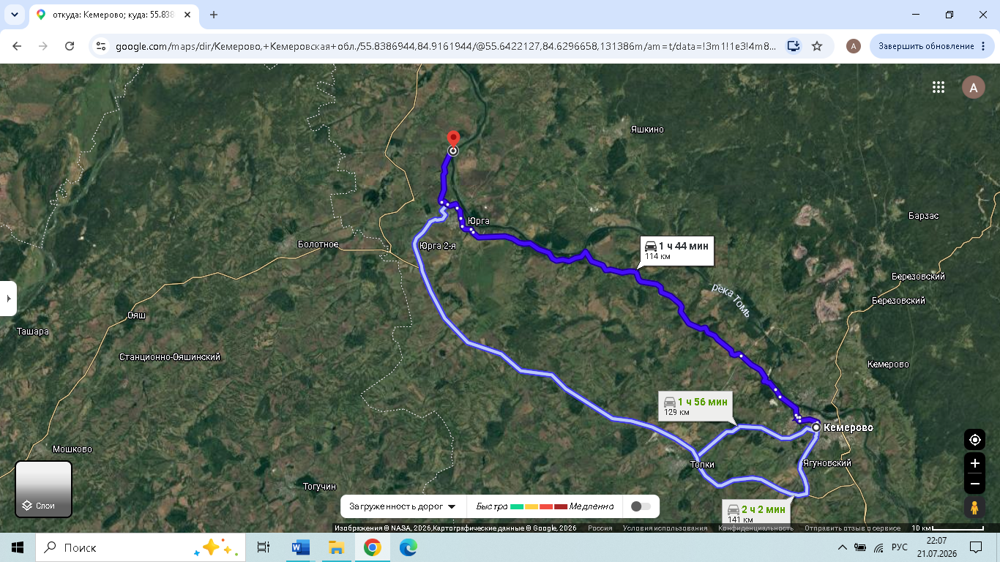 откуда: Кемерово; куда: 55.838
google.com/maps/dir/Кемерово,+Кемеровская+обл./55.8386944,84.9161944/@55.6422127,84.6296658,131386m/am=t/data=!3m1!1e3!4m8...
A
Завершить обновление
A
Яшкино
Барзас
Юрга
Болотное
Юрга 2-я
1 ч 44 мин
114 км
Березовский
река Томь
Березовский
Ояш
Ташара
Станционно-Ояшинский
Кемерово
1 ч 56 мин
129 км
Кемерово
Мошково
Топки
Ягуновский
Тогучин
Слои
Загруженность дорог
Быстро
Медленно
2 ч 2 мин
141 км
Изображения © NASA, 2026,Картографические данные © Google, 2026
Россия
Условия использования
Конфиденциальность
Отправить отзыв о сервисе
10 км
Поиск
РУС
22:07
21.07.2026